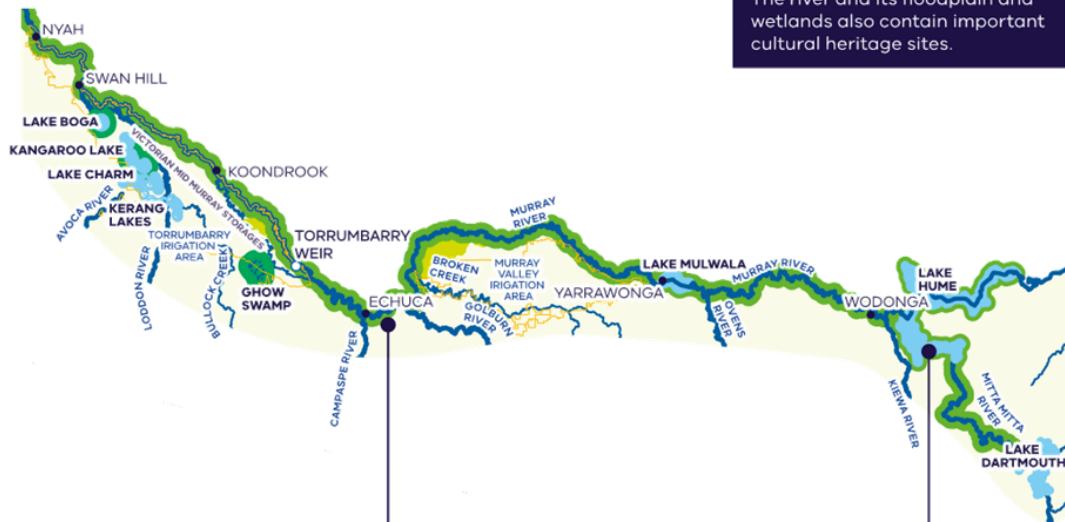 The river and its floodplain and
wetlands also contain important
cultural heritage sites.
NYAH
SWAN HILL
LAKE BOGA
KANGAROO LAKE
LAKE CHARM
AVOCA RIVER
KERANG
LAKES
VICTORIAN MID MURRAY STORAGES
KOONDROOK
TORRUMBARRY
IRIGATION
AREA
LODDON RIVER
BULLOCK CREEK
GHOW
SWAMP
TORRUMBARRY
WEIR
ECHUCA
CAMPASPE RIVER
BROKEN
CREEK
GOLBURN
RIVER
MURRAY
RIVER
MURRAY
VALLEY
IRIGATION
AREA
YARRAWONGA
LAKE MULWALA
MURRAY RIVER
OVENS
RIVER
WODONGA
LAKE
HUME
KIEWA RIVER
MITTA MITTA
RIVER
LAKE
DARTMOUTH